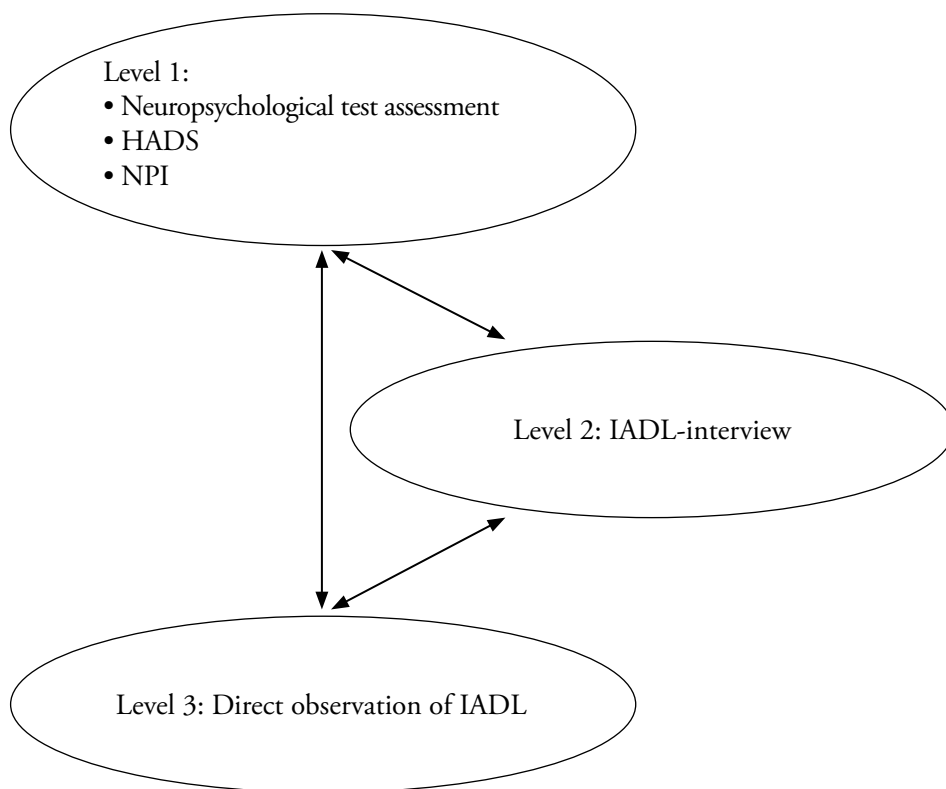 Level 1:
• Neuropsychological test assessment
• HADS
• NPI
Level 2: IADL-interview
Level 3: Direct observation of IADL